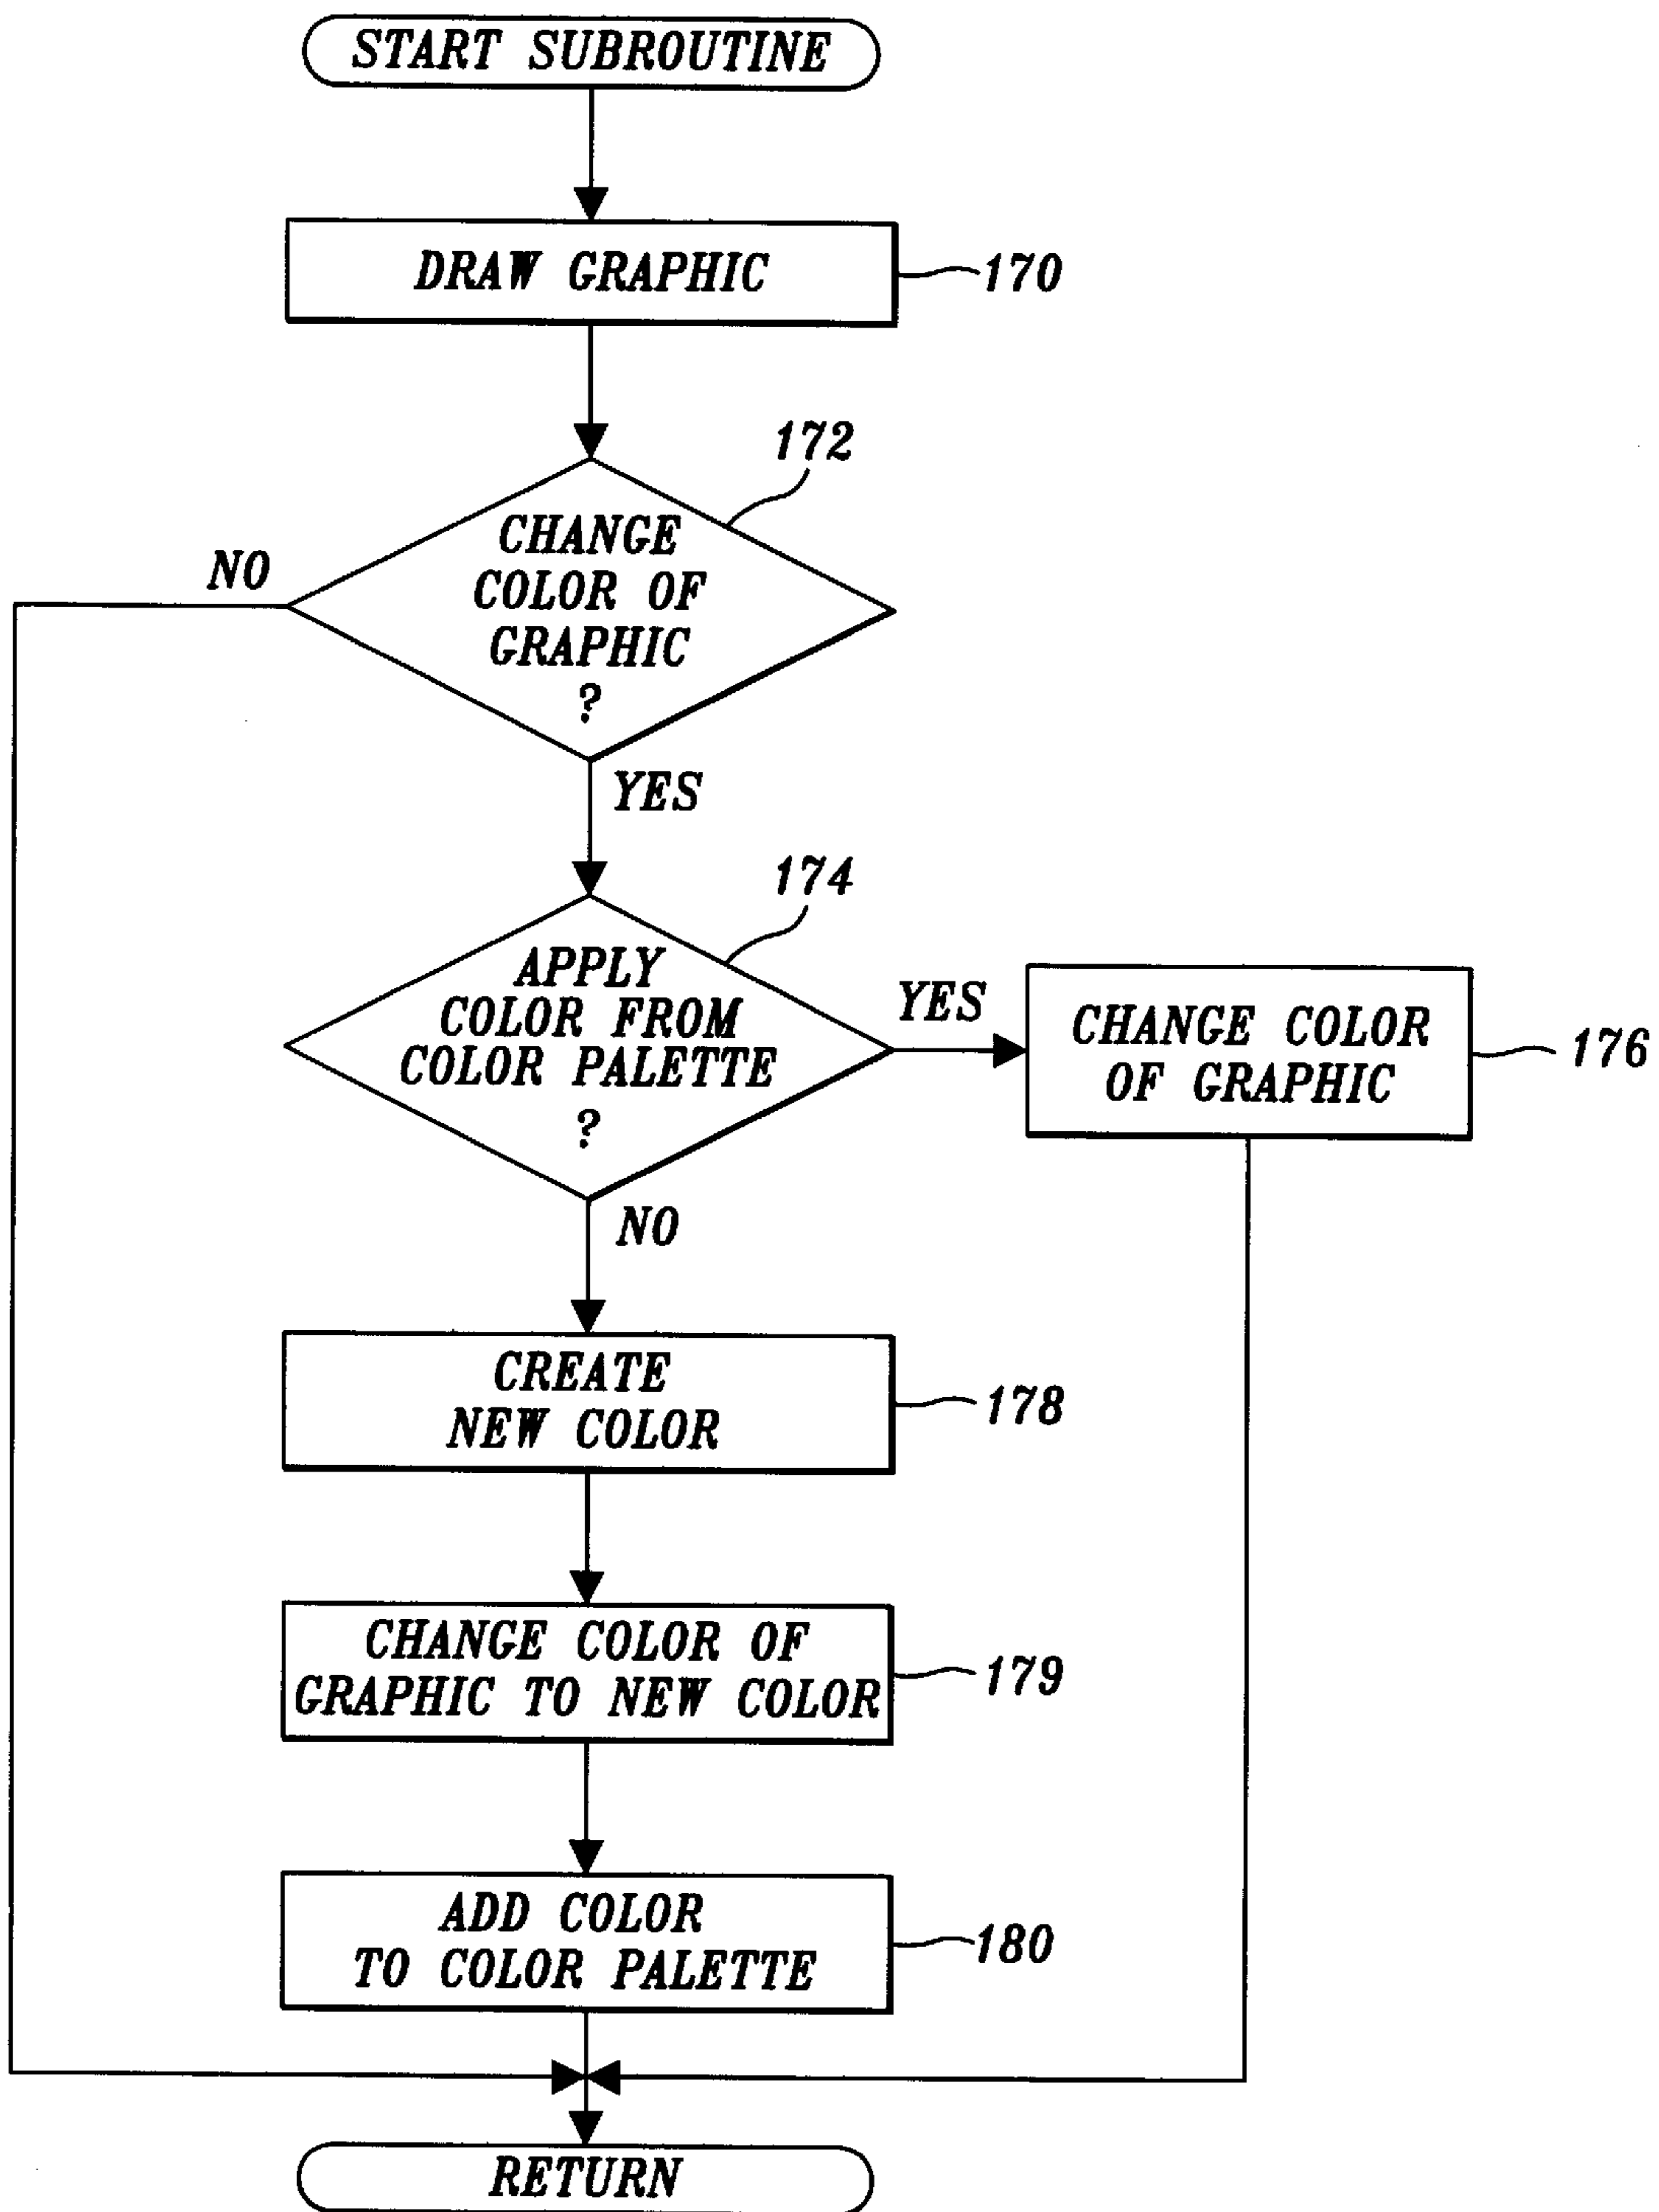 START SUBROUTINE
DRAW GRAPHIC
170
172
CHANGE
COLOR OF
GRAPHIC
?
NO
YES
174
APPLY
COLOR FROM
COLOR PALETTE
?
YES
CHANGE COLOR
OF GRAPHIC
176
NO
CREATE
NEW COLOR
178
CHANGE COLOR OF
GRAPHIC TO NEW COLOR
179
ADD COLOR
TO COLOR PALETTE
180
RETURN